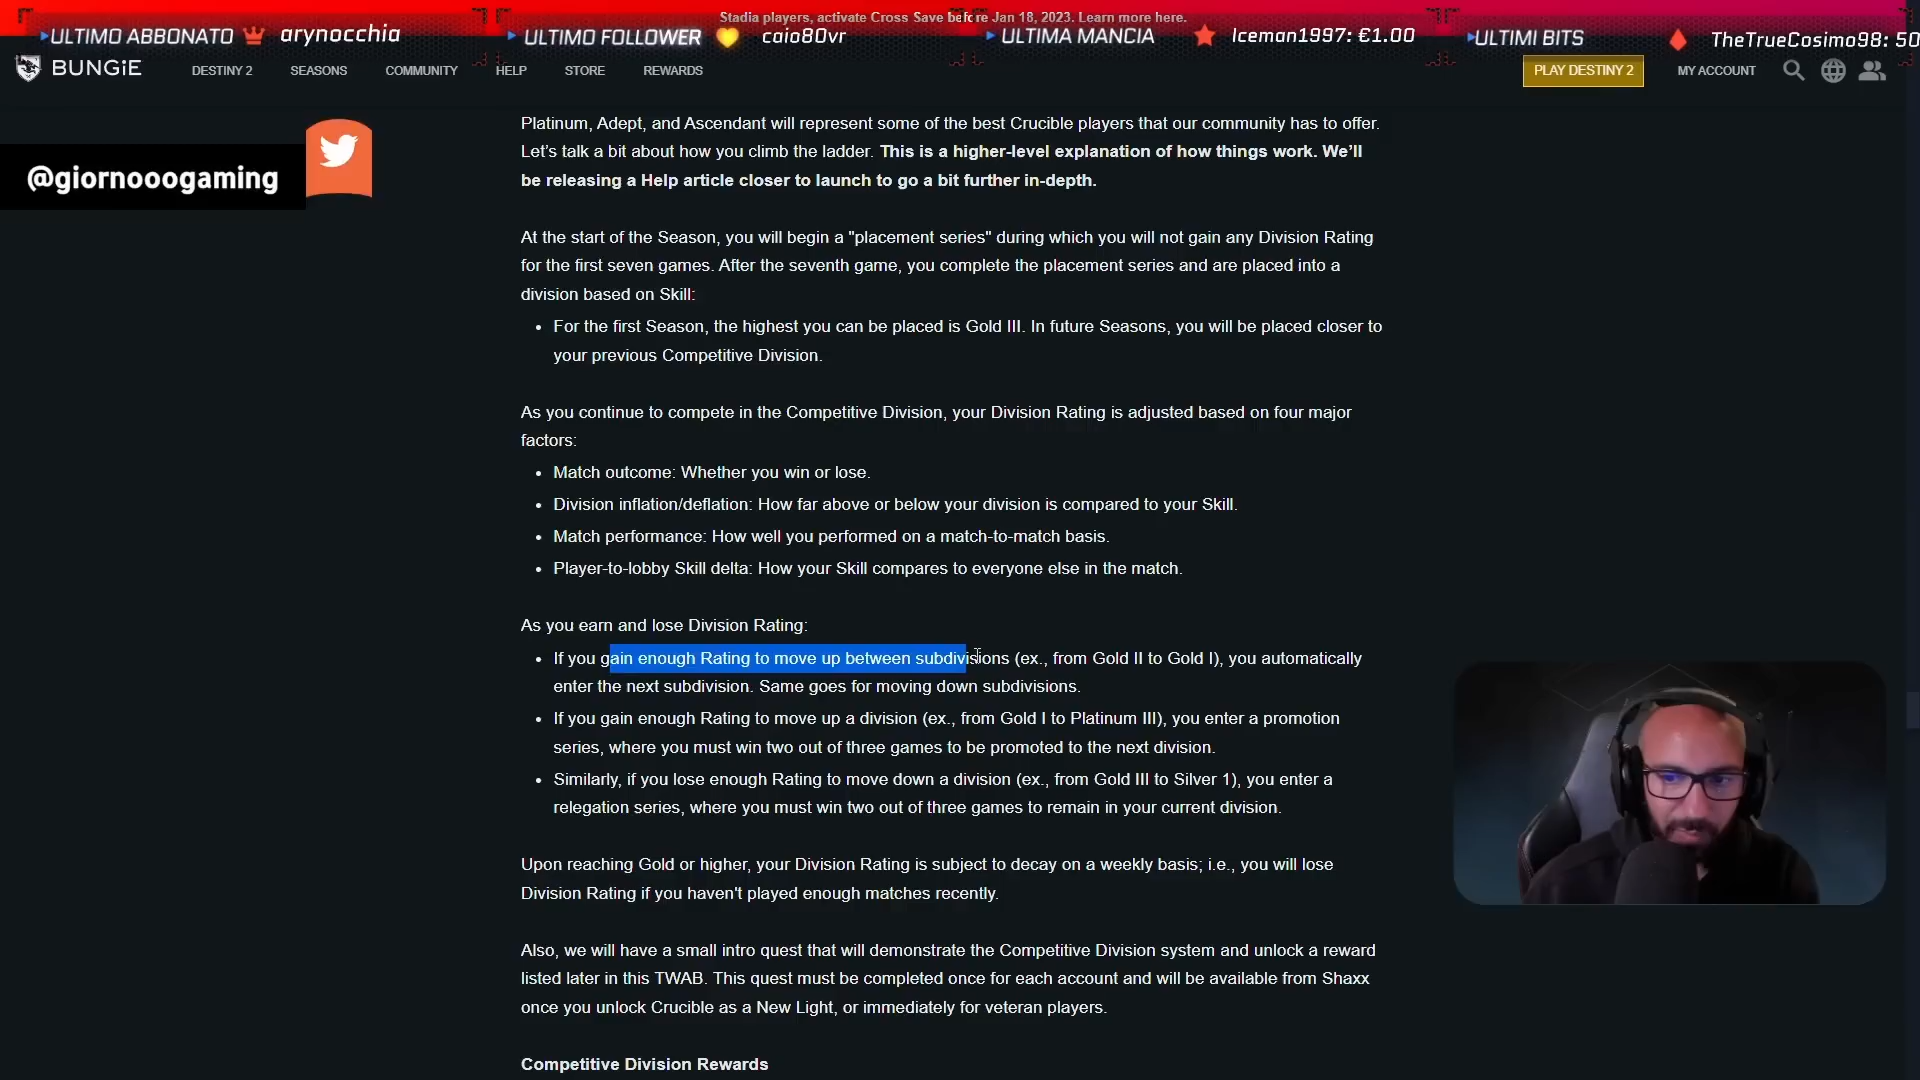 Stadia players, activate Cross Save before Jan 18, 2023. Learn more here.
ULTIMO ABBONATO arynocchia
ULTIMO FOLLOWER caio80vr
ULTIMA MANCIA Iceman1997: €1.00
ULTIMI BITS TheTrueCosimo98: 50
BUNGiE
DESTINY 2 SEASONS COMMUNITY HELP STORE REWARDS
PLAY DESTINY 2 MY ACCOUNT
@giornooogaming
Platinum, Adept, and Ascendant will represent some of the best Crucible players that our community has to offer.
Let’s talk a bit about how you climb the ladder. This is a higher-level explanation of how things work. We’ll
be releasing a Help article closer to launch to go a bit further in-depth.
At the start of the Season, you will begin a "placement series" during which you will not gain any Division Rating
for the first seven games. After the seventh game, you complete the placement series and are placed into a
division based on Skill:
• For the first Season, the highest you can be placed is Gold III. In future Seasons, you will be placed closer to
your previous Competitive Division.
As you continue to compete in the Competitive Division, your Division Rating is adjusted based on four major
factors:
• Match outcome: Whether you win or lose.
• Division inflation/deflation: How far above or below your division is compared to your Skill.
• Match performance: How well you performed on a match-to-match basis.
• Player-to-lobby Skill delta: How your Skill compares to everyone else in the match.
As you earn and lose Division Rating:
• If you gain enough Rating to move up between subdivisions (ex., from Gold II to Gold I), you automatically
enter the next subdivision. Same goes for moving down subdivisions.
• If you gain enough Rating to move up a division (ex., from Gold I to Platinum III), you enter a promotion
series, where you must win two out of three games to be promoted to the next division.
• Similarly, if you lose enough Rating to move down a division (ex., from Gold III to Silver 1), you enter a
relegation series, where you must win two out of three games to remain in your current division.
Upon reaching Gold or higher, your Division Rating is subject to decay on a weekly basis; i.e., you will lose
Division Rating if you haven't played enough matches recently.
Also, we will have a small intro quest that will demonstrate the Competitive Division system and unlock a reward
listed later in this TWAB. This quest must be completed once for each account and will be available from Shaxx
once you unlock Crucible as a New Light, or immediately for veteran players.
Competitive Division Rewards